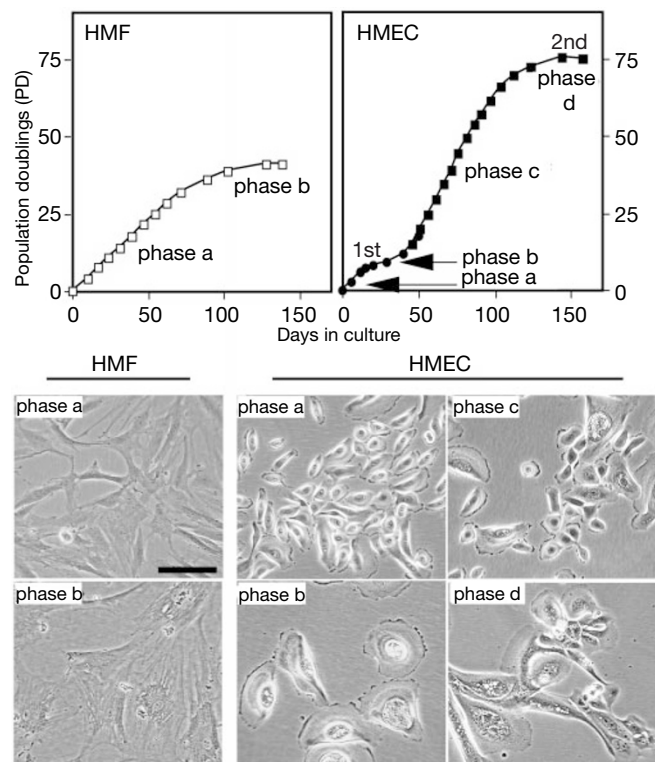 HMF
HMEC
Population doublings (PD)
75
50
25
0
phase a
phase b
0
50
100
150
1st
2nd
phase
d
phase c
phase b
phase a
75
50
25
0
0
50
100
150
Days in culture
HMF
HMEC
phase a
phase a
phase c
phase b
phase b
phase d